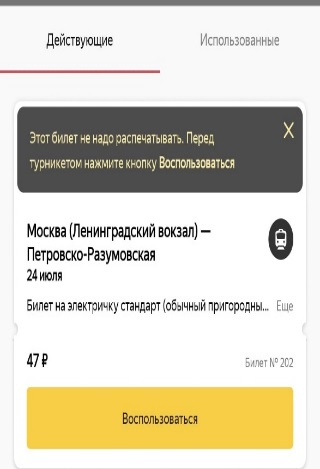 Действующие Использованные
Этот билет не надо распечатывать. Перед X
турникетом нажмите кнопку Воспользоваться
Москва (Ленинградский вокзал) —
Петровско-Разумовская
24 июля
Билет на электричку стандарт (обычный пригородны... Еще
47 ₽ Билет № 202
Воспользоваться